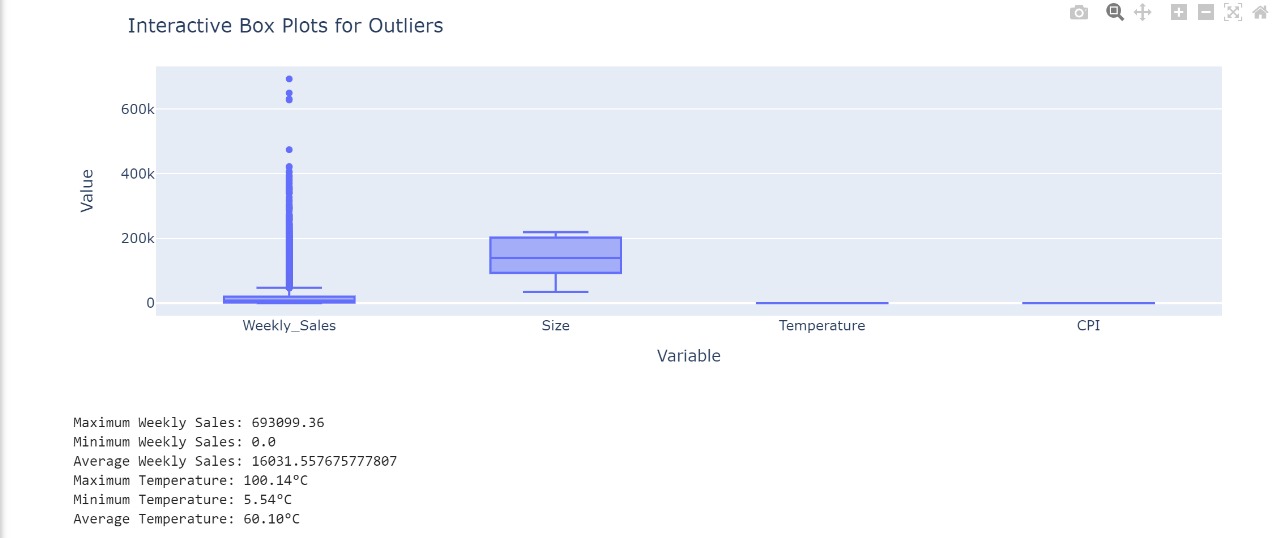 Interactive Box Plots for Outliers
Value
600k
400k
200k
0
Weekly_Sales Size Temperature CPI
Variable
Maximum Weekly Sales: 693099.36
Minimum Weekly Sales: 0.0
Average Weekly Sales: 16031.557675777807
Maximum Temperature: 100.14°C
Minimum Temperature: 5.54°C
Average Temperature: 60.10°C